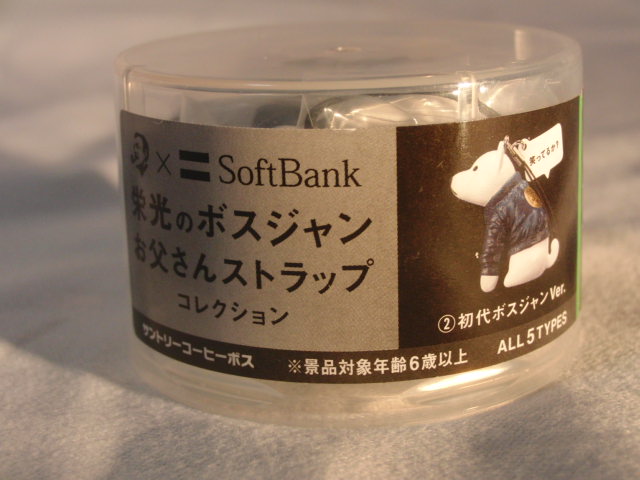 × SoftBank
栄光のボスジャン
お父さんストラップ
コレクション
サントリーコーヒーボス
※景品対象年齢6歳以上
ALL 5 TYPES
笑ってるか?
②初代ボスジャンVer.